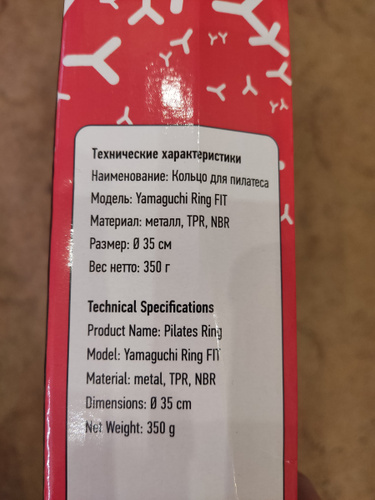 Технические характеристики
Наименование: Кольцо для пилатеса
Модель: Yamaguchi Ring FIT
Материал: металл, TPR, NBR
Размер: Ø 35 см
Вес нетто: 350 г
Technical Specifications
Product Name: Pilates Ring
Model: Yamaguchi Ring FIT
Material: metal, TPR, NBR
Dimensions: Ø 35 cm
Net Weight: 350 g